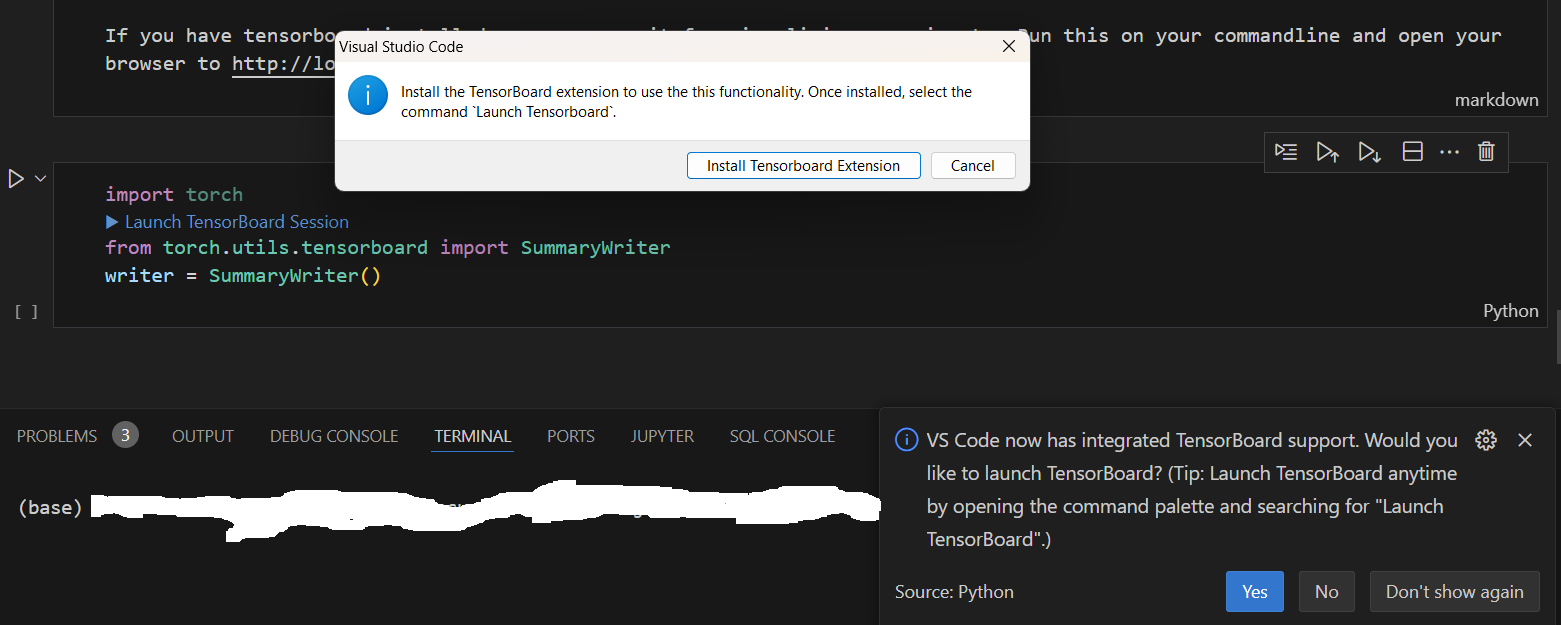 If you have tensorbo
un this on your commandline and open your
browser to http://lo
markdown
Visual Studio Code
Install the TensorBoard extension to use the this functionality. Once installed, select the
command `Launch Tensorboard`.
Install Tensorboard Extension
Cancel
import torch
Launch TensorBoard Session
from torch.utils.tensorboard import SummaryWriter
writer = SummaryWriter()
[ ]
Python
PROBLEMS 3 OUTPUT DEBUG CONSOLE TERMINAL PORTS JUPYTER SQL CONSOLE
(base)
VS Code now has integrated TensorBoard support. Would you
like to launch TensorBoard? (Tip: Launch TensorBoard anytime
by opening the command palette and searching for "Launch
TensorBoard".)
Source: Python
Yes
No
Don't show again